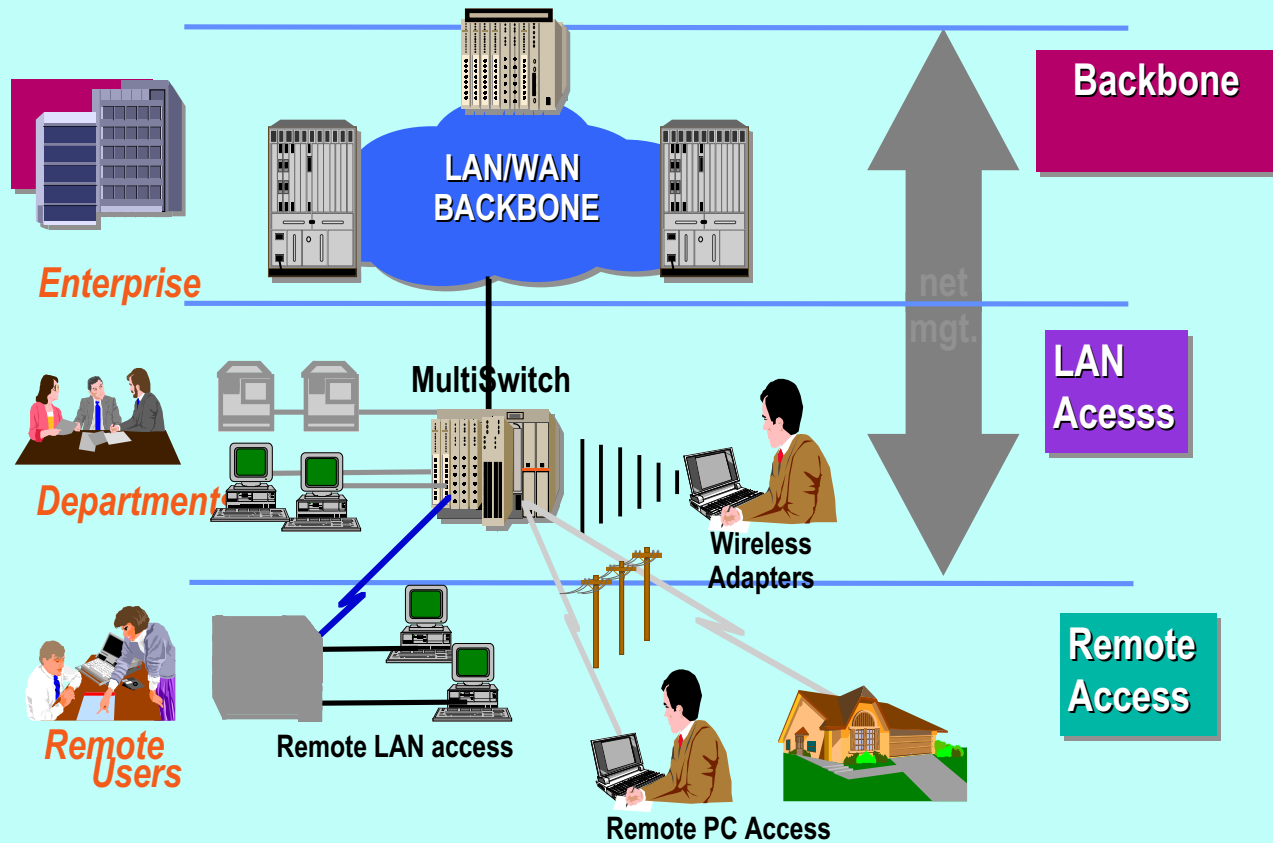 Backbone
LAN/WAN
BACKBONE
Enterprise
net
mgt.
MultiSwitch
LAN
Acesss
Departments
Wireless
Adapters
Remote
Access
Remote
Users
Remote LAN access
Remote PC Access